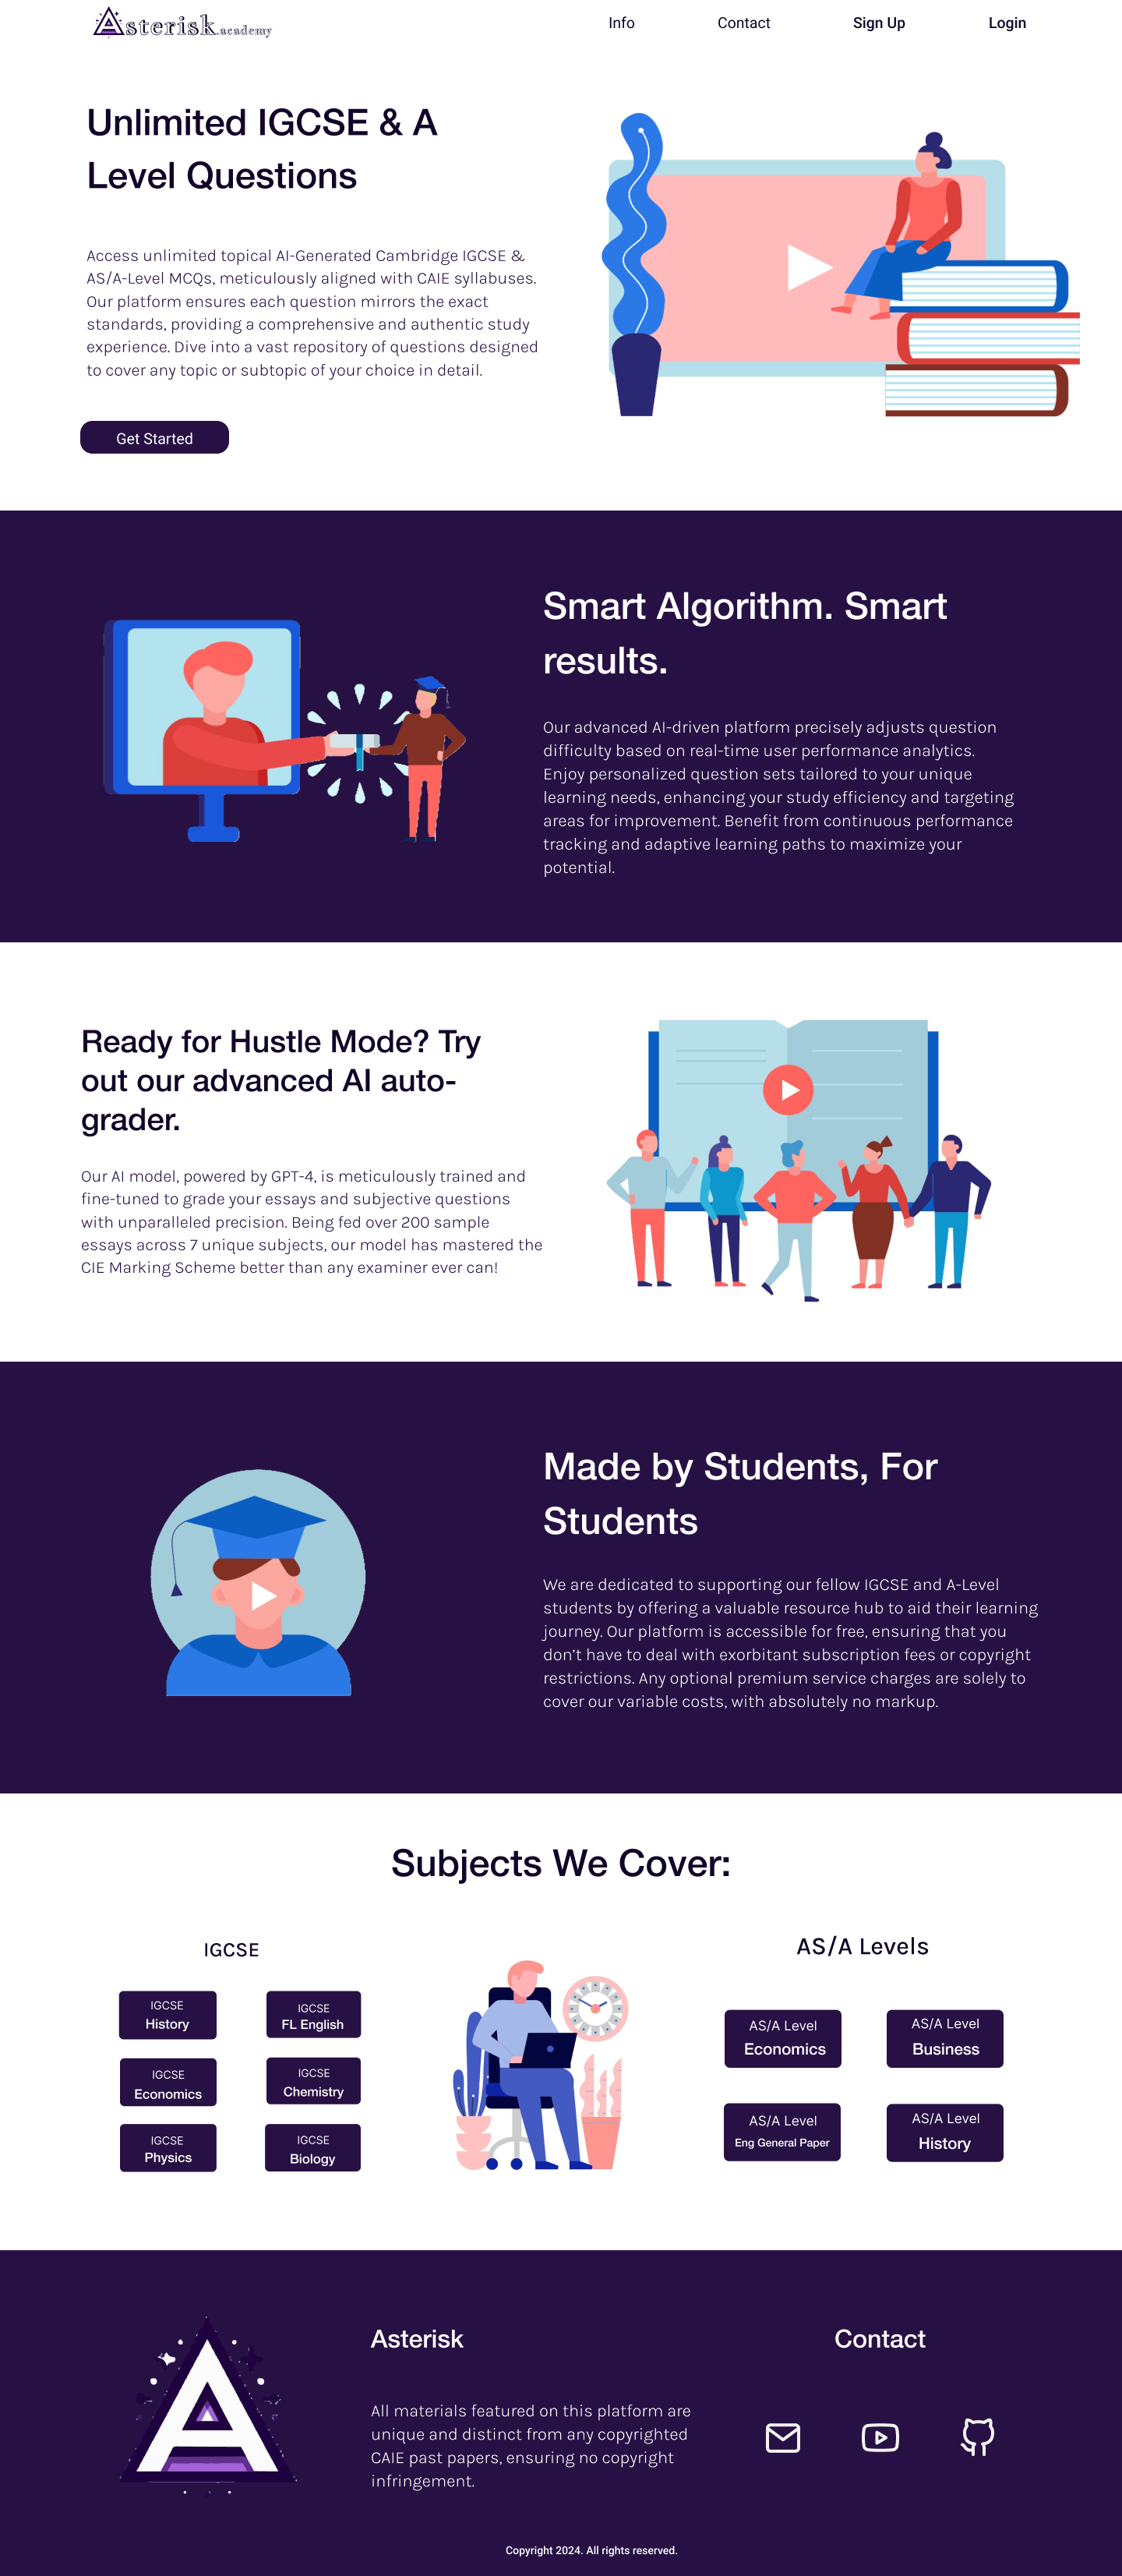 Asterisk.academy
Info
Contact
Sign Up
Login
Unlimited IGCSE & A
Level Questions
Access unlimited topical AI-Generated Cambridge IGCSE &
AS/A-Level MCQs, meticulously aligned with CAIE syllabuses.
Our platform ensures each question mirrors the exact
standards, providing a comprehensive and authentic study
experience. Dive into a vast repository of questions designed
to cover any topic or subtopic of your choice in detail.
Get Started
Smart Algorithm. Smart
results.
Our advanced AI-driven platform precisely adjusts question
difficulty based on real-time user performance analytics.
Enjoy personalized question sets tailored to your unique
learning needs, enhancing your study efficiency and targeting
areas for improvement. Benefit from continuous performance
tracking and adaptive learning paths to maximize your
potential.
Ready for Hustle Mode? Try
out our advanced AI auto-
grader.
Our AI model, powered by GPT-4, is meticulously trained and
fine-tuned to grade your essays and subjective questions
with unparalleled precision. Being fed over 200 sample
essays across 7 unique subjects, our model has mastered the
CIE Marking Scheme better than any examiner ever can!
Made by Students, For
Students
We are dedicated to supporting our fellow IGCSE and A-Level
students by offering a valuable resource hub to aid their learning
journey. Our platform is accessible for free, ensuring that you
don't have to deal with exorbitant subscription fees or copyright
restrictions. Any optional premium service charges are solely to
cover our variable costs, with absolutely no markup.
Subjects We Cover:
IGCSE
IGCSE
History
IGCSE
FL English
IGCSE
Economics
IGCSE
Chemistry
IGCSE
Physics
IGCSE
Biology
AS/A Levels
AS/A Level
Economics
AS/A Level
Business
AS/A Level
Eng General Paper
AS/A Level
History
A
Asterisk
All materials featured on this platform are
unique and distinct from any copyrighted
CAIE past papers, ensuring no copyright
infringement.
Contact
Copyright 2024. All rights reserved.